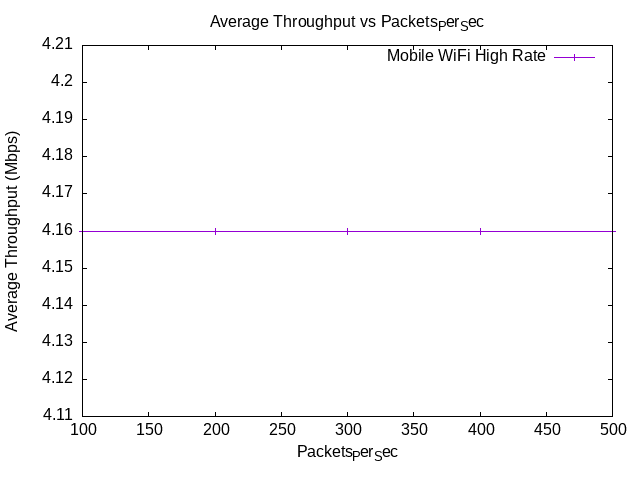 Average Throughput vs PacketsPerSec
4.21
Mobile WiFi High Rate
4.2
4.19
4.18
4.17
4.16
4.15
4.14
4.13
4.12
4.11
Average Throughput (Mbps)
100 150 200 250 300 350 400 450 500
PacketsPerSec